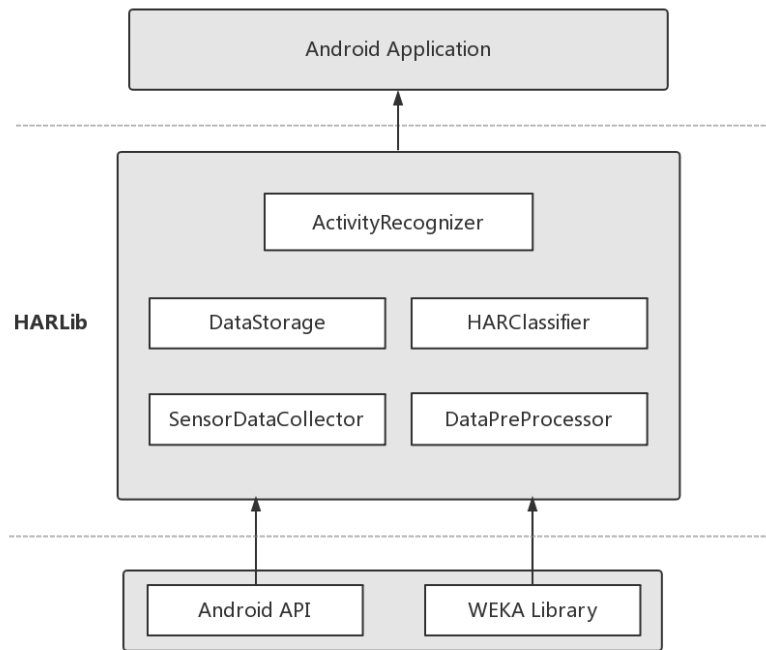 Android Application
ActivityRecognizer
HARLib
DataStorage
HARClassifier
SensorDataCollector
DataPreProcessor
Android API
WEKA Library